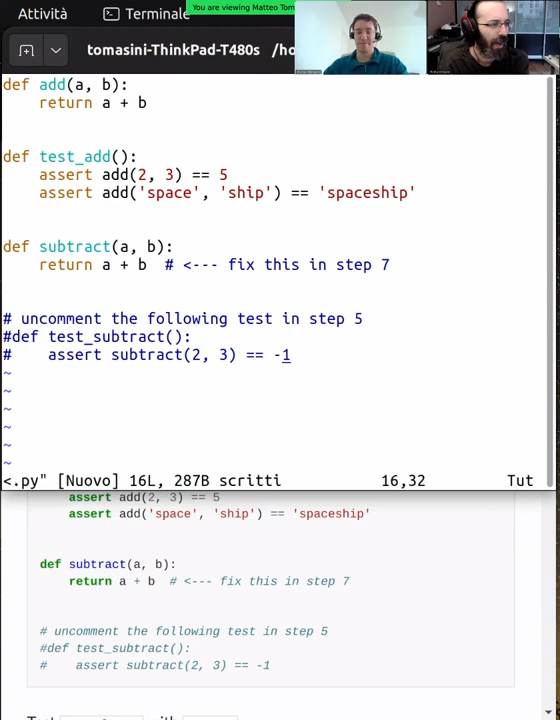 Attività
Terminale
You are viewing Matteo Tom
tomasini-ThinkPad-T480s /ho
def add(a, b):
    return a + b
def test_add():
    assert add(2, 3) == 5
    assert add('space', 'ship') == 'spaceship'
def subtract(a, b):
    return a + b  # <--- fix this in step 7
# uncomment the following test in step 5
#def test_subtract():
#    assert subtract(2, 3) == -1
~
~
~
~
~
~
<.py" [Nuovo] 16L, 287B scritti 16,32 Tut
    assert add(2, 3) == 5
    assert add('space', 'ship') == 'spaceship'
def subtract(a, b):
    return a + b  # <--- fix this in step 7
# uncomment the following test in step 5
#def test_subtract():
#    assert subtract(2, 3) == -1